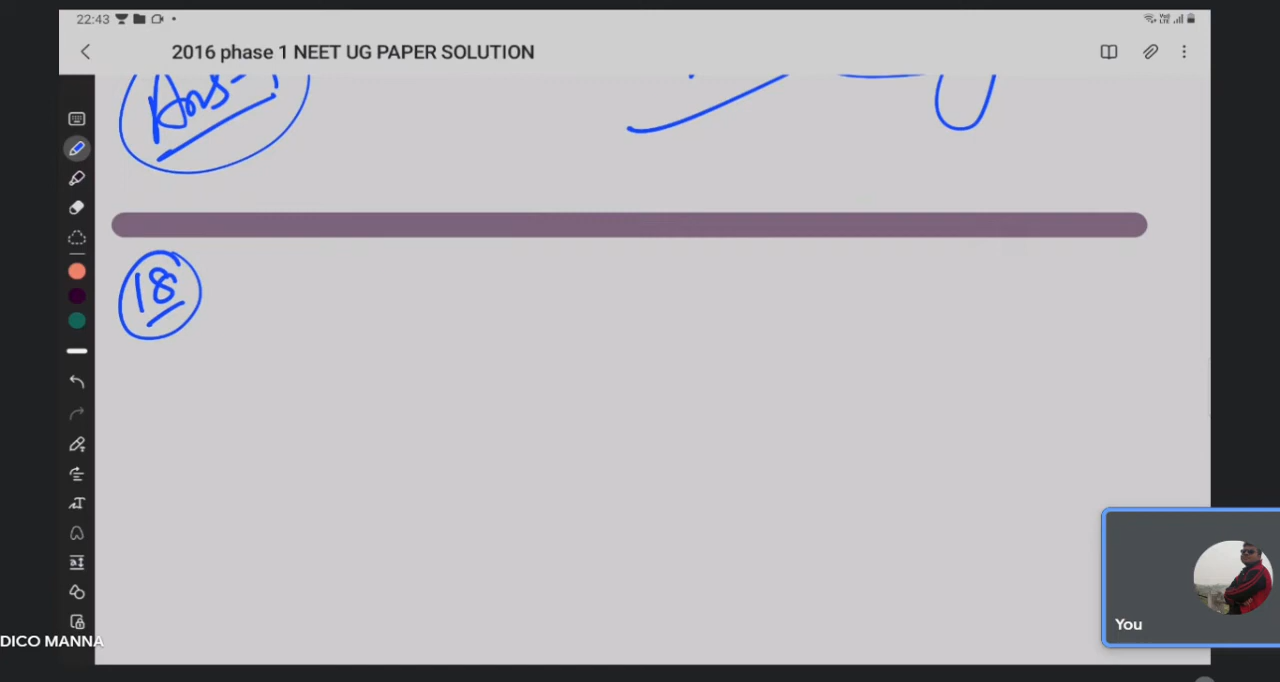 22:43
2016 phase 1 NEET UG PAPER SOLUTION
Ans-
18
You
DICO MANNA